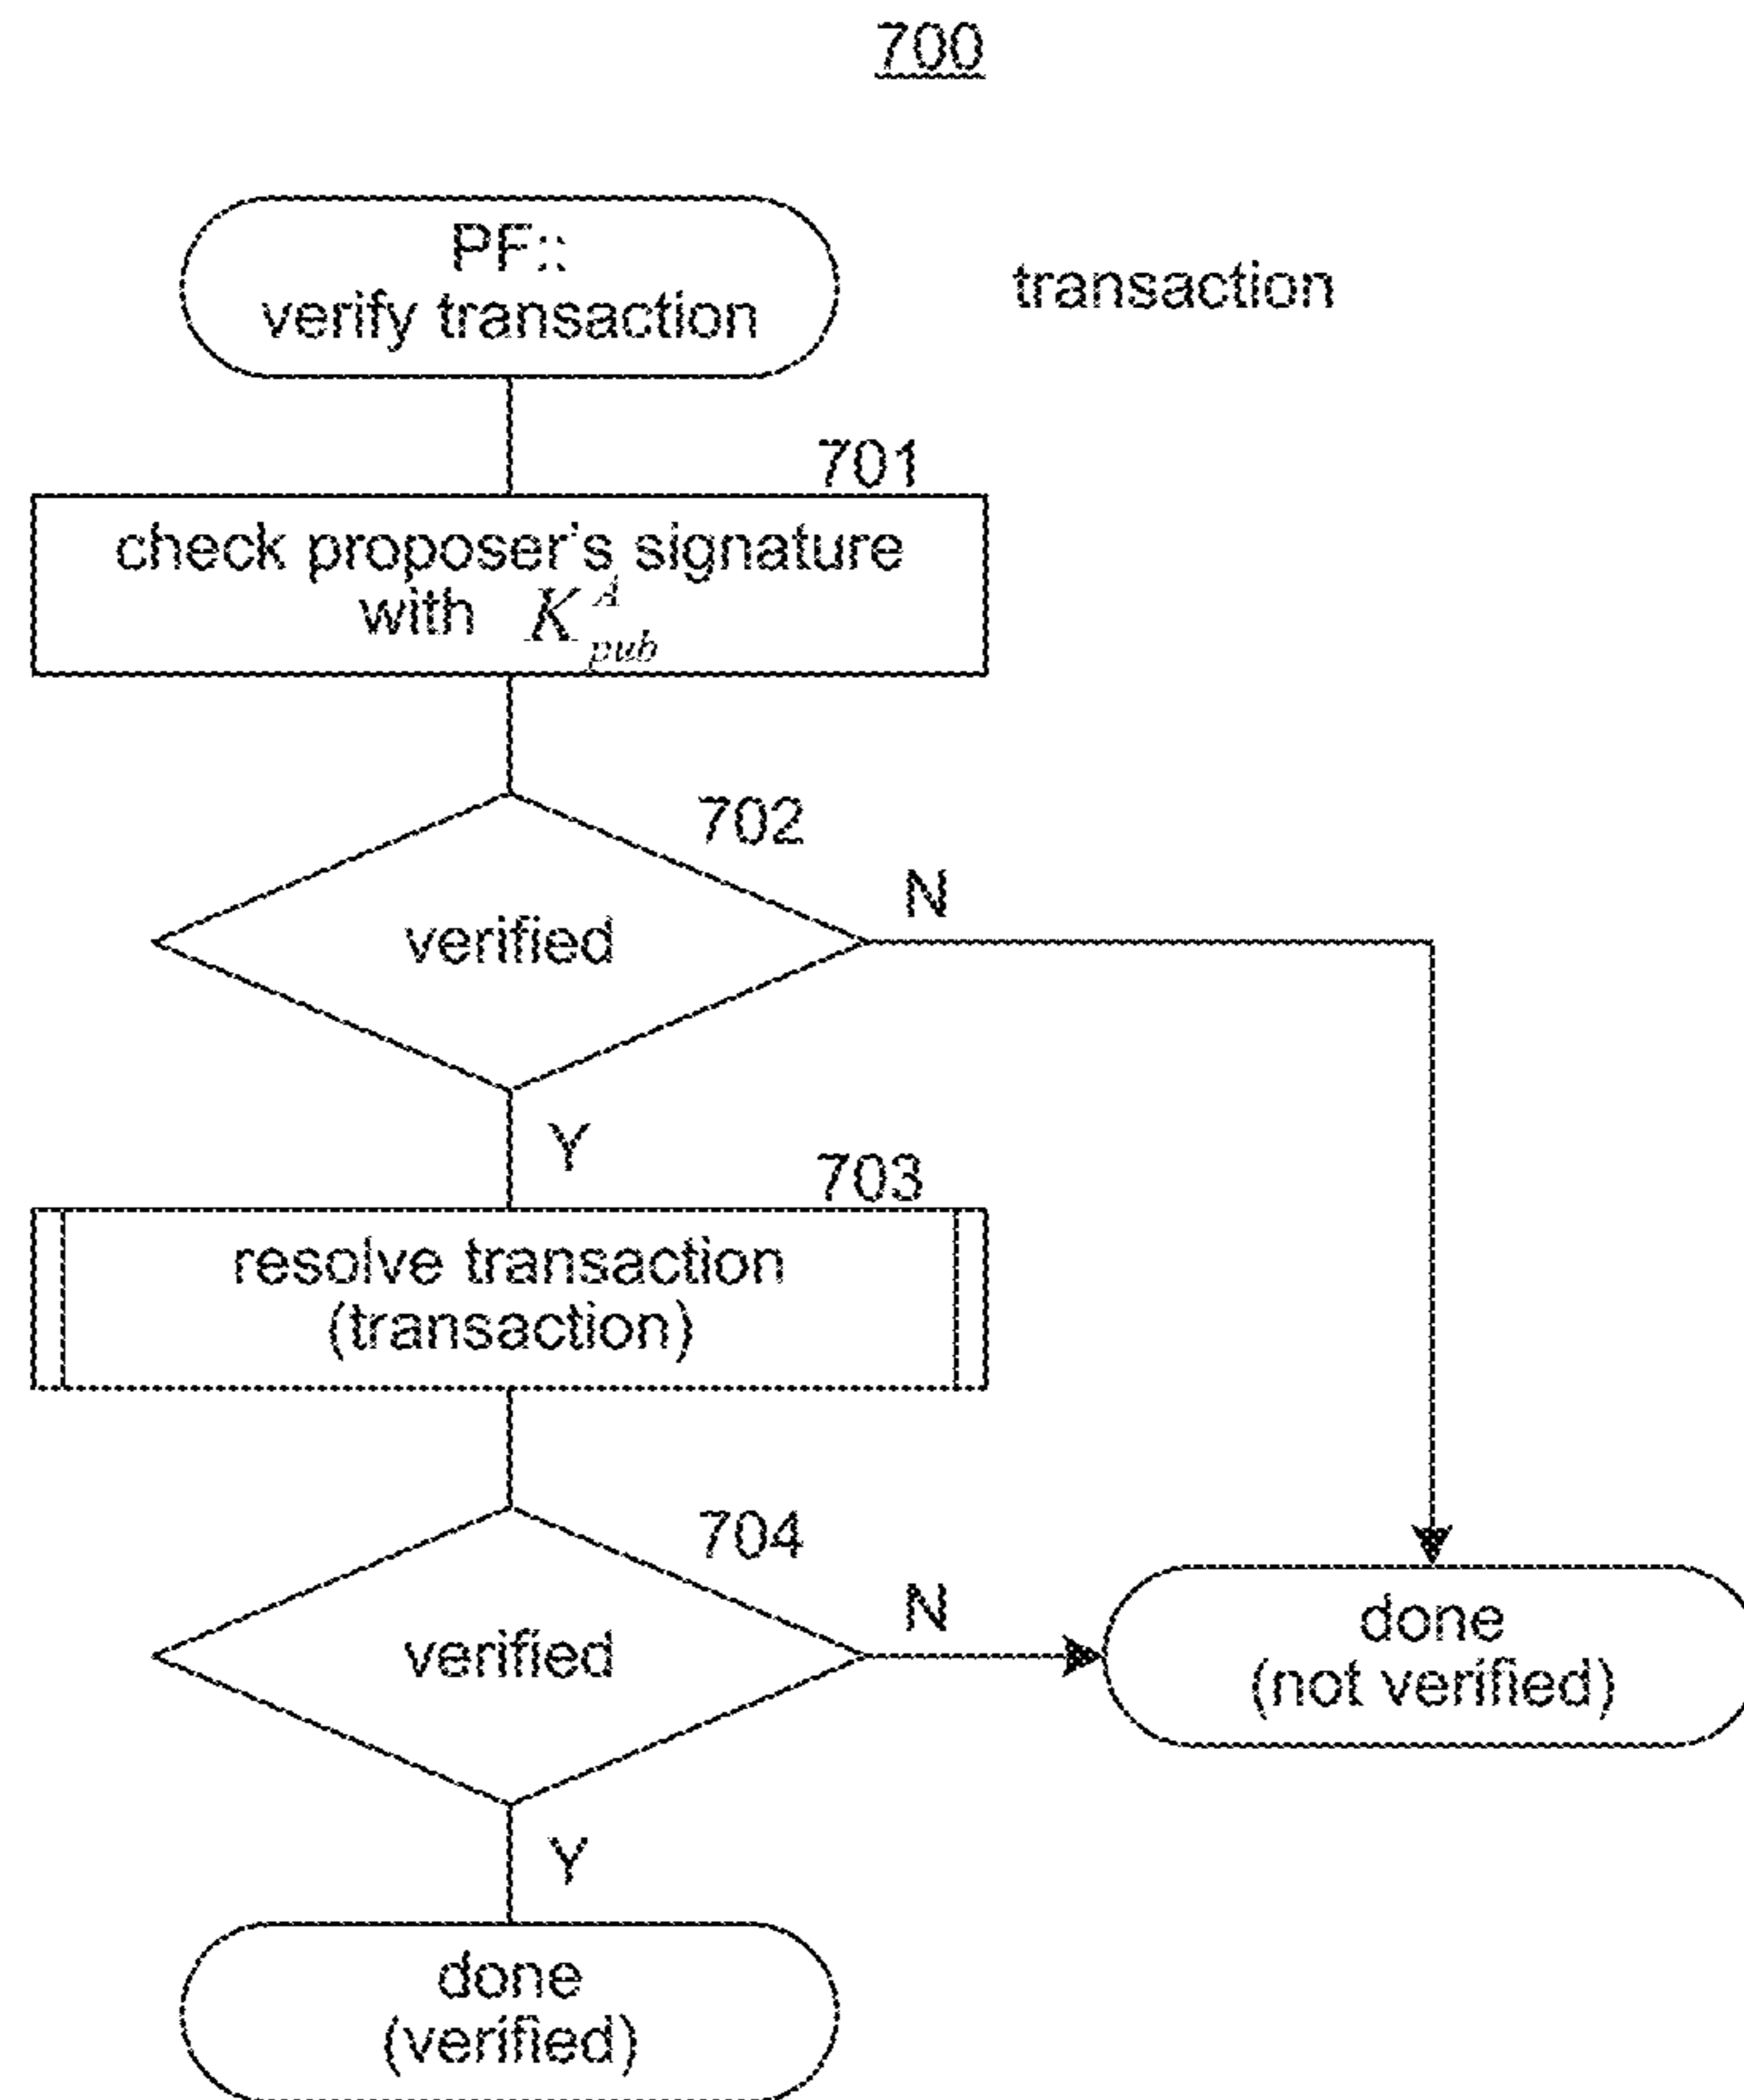 700
PF::
verify transaction
transaction
701
check proposer's signature
with K^A_pub
702
verified
N
Y
703
resolve transaction
(transaction)
704
verified
N
done
(not verified)
Y
done
(verified)